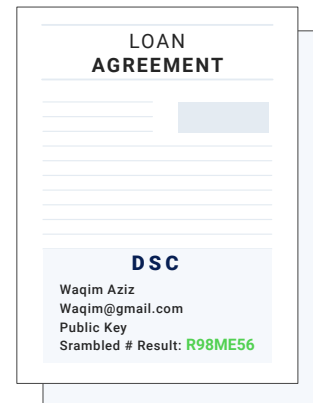 LOAN
AGREEMENT
DSC
Waqim Aziz
Waqim@gmail.com
Public Key
Srambled # Result: R98ME56